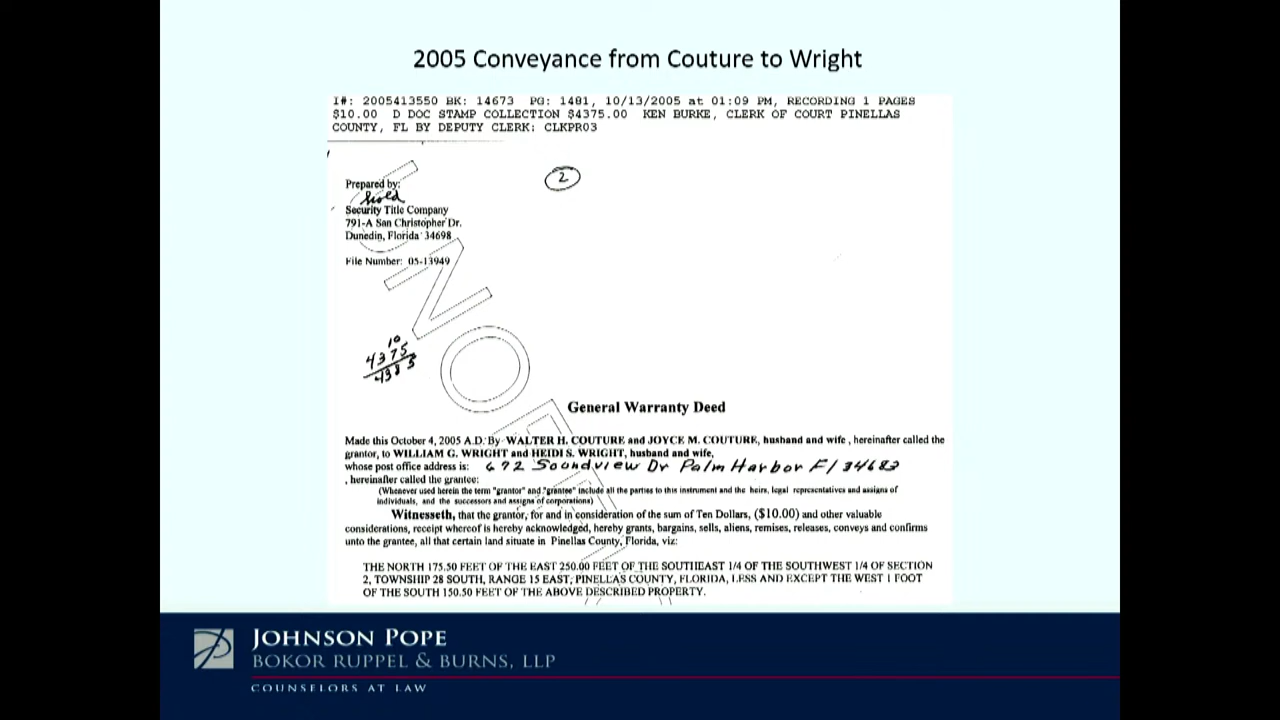 2005 Conveyance from Couture to Wright
I#: 2005413550 BK: 14673 PG: 1481, 10/13/2005 at 01:09 PM, RECORDING 1 PAGES
$10.00 D DOC STAMP COLLECTION $4375.00 KEN BURKE, CLERK OF COURT PINELLAS
COUNTY, FL BY DEPUTY CLERK: CLKPR03
2
Prepared by:
Security Title Company
791-A San Christopher Dr.
Dunedin, Florida 34698
File Number: 05-13949
10
4375
4385
General Warranty Deed
Made this October 4, 2005 A.D. By WALTER H. COUTURE and JOYCE M. COUTURE, husband and wife, hereinafter called the
grantor, to WILLIAM G. WRIGHT and HEIDI S. WRIGHT, husband and wife,
whose post office address is: 672 Soundview Dr Palm Harbor Fl 34683
, hereinafter called the grantee:
(Whenever used herein the term "grantor" and "grantee" include all the parties to this instrument and the heirs, legal representatives and assigns of
individuals, and the successors and assigns of corporations)
Witnesseth, that the grantor, for and in consideration of the sum of Ten Dollars, ($10.00) and other valuable
considerations, receipt whereof is hereby acknowledged, hereby grants, bargains, sells, aliens, remises, releases, conveys and confirms
unto the grantee, all that certain land situate in Pinellas County, Florida, viz:
THE NORTH 175.50 FEET OF THE EAST 250.00 FEET OF THE SOUTHEAST 1/4 OF THE SOUTHWEST 1/4 OF SECTION
2, TOWNSHIP 28 SOUTH, RANGE 15 EAST, PINELLAS COUNTY, FLORIDA, LESS AND EXCEPT THE WEST 1 FOOT
OF THE SOUTH 150.50 FEET OF THE ABOVE DESCRIBED PROPERTY.
JOHNSON POPE
BOKOR RUPPEL & BURNS, LLP
COUNSELORS AT LAW